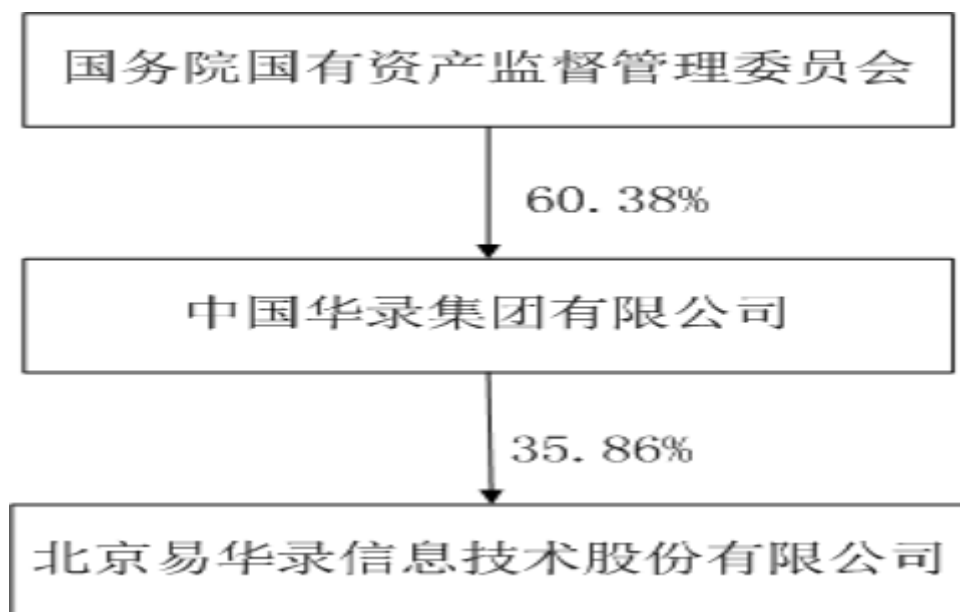 国务院国有资产监督管理委员会
60.38%
中国华录集团有限公司
35.86%
北京易华录信息技术股份有限公司